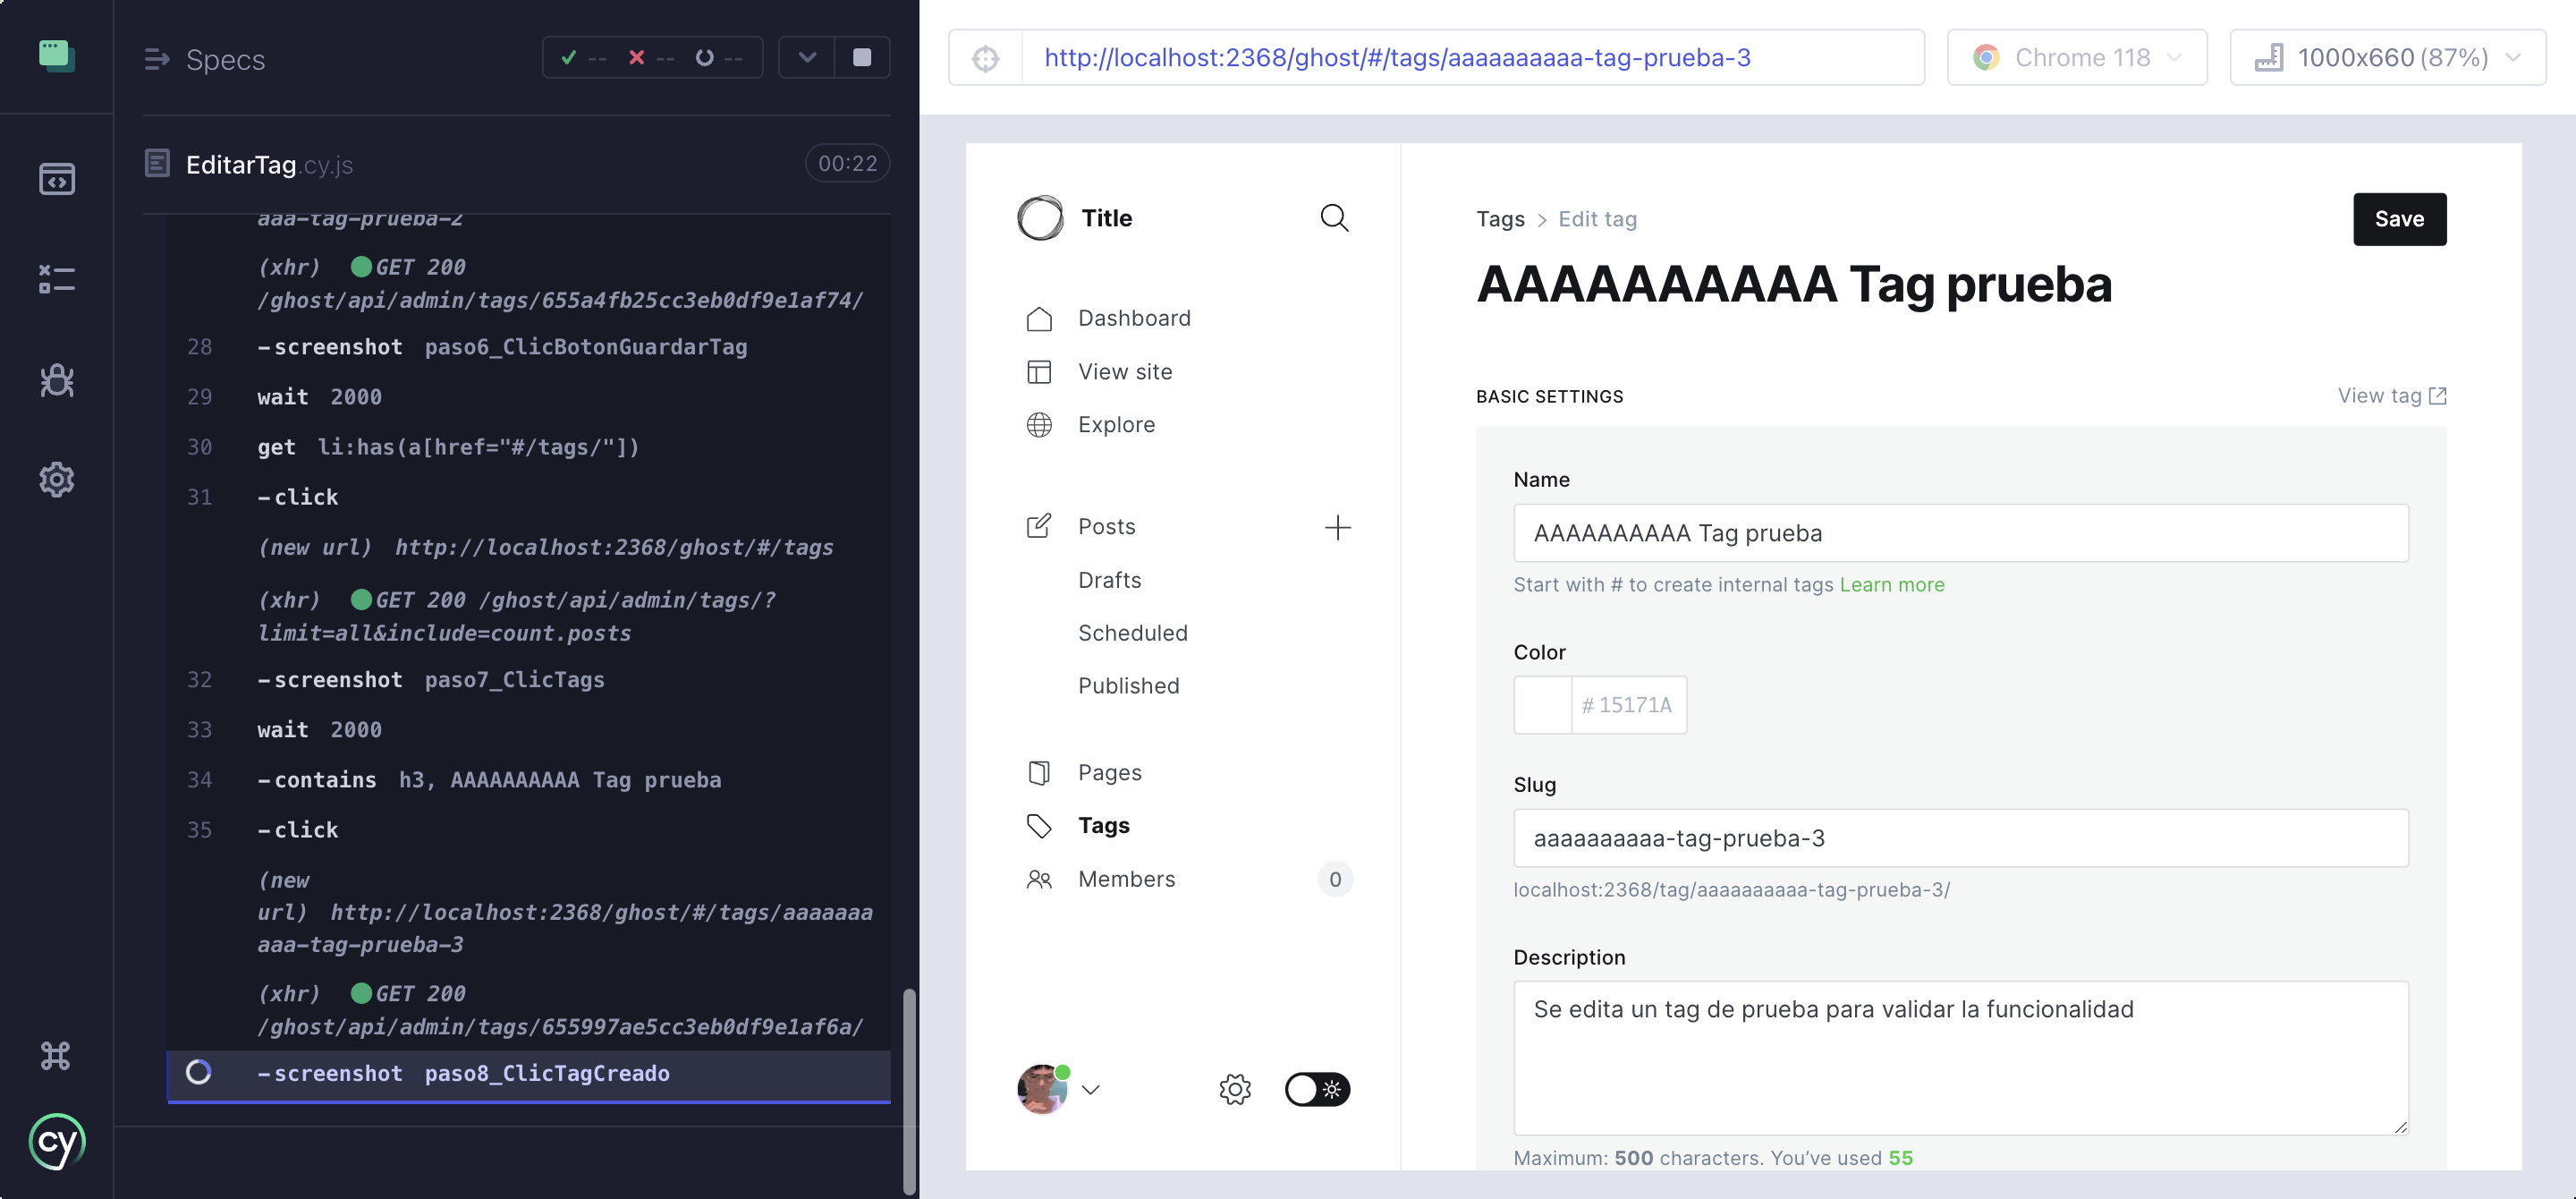 Specs
-- -- --
EditarTag.cy.js 00:22
aaa-tag-prueba-2
(xhr) GET 200
/ghost/api/admin/tags/655a4fb25cc3eb0df9e1af74/
28 -screenshot paso6_ClicBotonGuardarTag
29 wait 2000
30 get li:has(a[href="#/tags/"])
31 -click
(new url) http://localhost:2368/ghost/#/tags
(xhr) GET 200 /ghost/api/admin/tags/?
limit=all&include=count.posts
32 -screenshot paso7_ClicTags
33 wait 2000
34 -contains h3, AAAAAAAAAA Tag prueba
35 -click
(new
url) http://localhost:2368/ghost/#/tags/aaaaaaa
aaa-tag-prueba-3
(xhr) GET 200
/ghost/api/admin/tags/655997ae5cc3eb0df9e1af6a/
-screenshot paso8_ClicTagCreado
cy
http://localhost:2368/ghost/#/tags/aaaaaaaaaa-tag-prueba-3
Chrome 118
1000x660 (87%)
Title
Dashboard
View site
Explore
Posts
Drafts
Scheduled
Published
Pages
Tags
Members 0
Tags > Edit tag
Save
AAAAAAAAAA Tag prueba
BASIC SETTINGS
View tag
Name
AAAAAAAAAA Tag prueba
Start with # to create internal tags Learn more
Color
# 15171A
Slug
aaaaaaaaaa-tag-prueba-3
localhost:2368/tag/aaaaaaaaaa-tag-prueba-3/
Description
Se edita un tag de prueba para validar la funcionalidad
Maximum: 500 characters. You’ve used 55